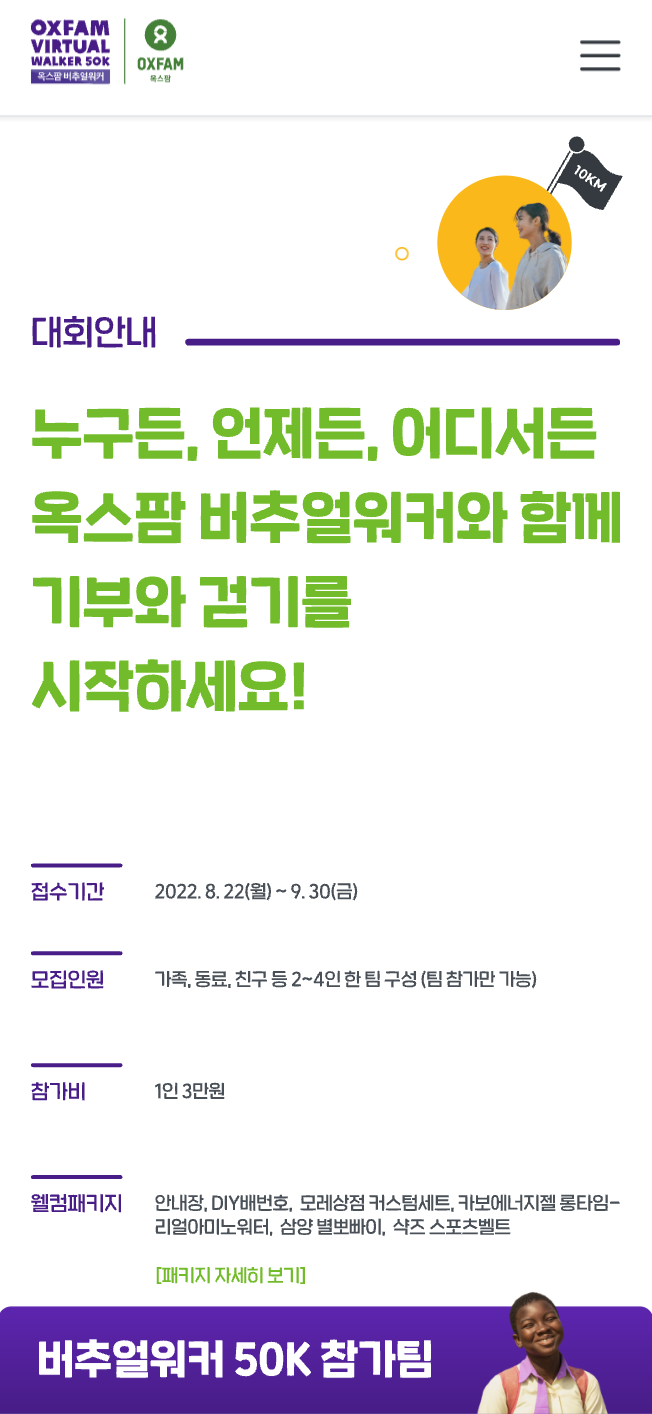 OXFAM
VIRTUAL
WALKER 50K
옥스팜 버추얼워커
OXFAM
옥스팜
10KM
대회안내
누구든, 언제든, 어디서든
옥스팜 버추얼워커와 함께
기부와 걷기를
시작하세요!
접수기간
2022. 8. 22(월) ~ 9. 30(금)
모집인원
가족, 동료, 친구 등 2~4인 한 팀 구성 (팀 참가만 가능)
참가비
1인 3만원
웰컴패키지
안내장, DIY배번호, 모레상점 커스텀세트, 카보에너지젤 롱타임-
리얼아미노워터, 삼양 별뽀빠이, 샥즈 스포츠벨트
[패키지 자세히 보기]
버추얼워커 50K 참가팀